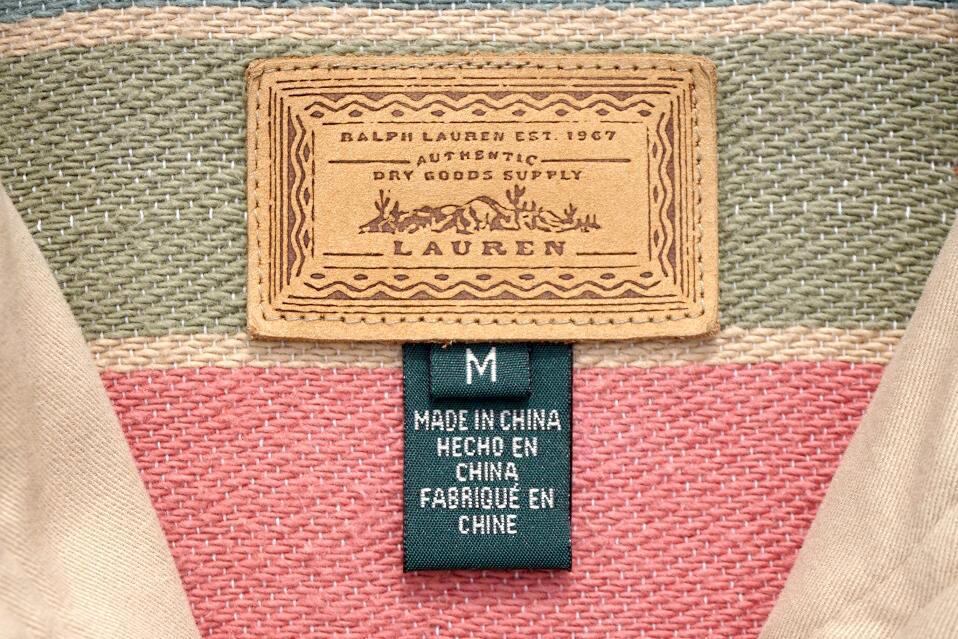 RALPH LAUREN EST. 1967
AUTHENTIC
DRY GOODS SUPPLY
LAUREN
M
MADE IN CHINA
HECHO EN
CHINA
FABRIQUÉ EN
CHINE